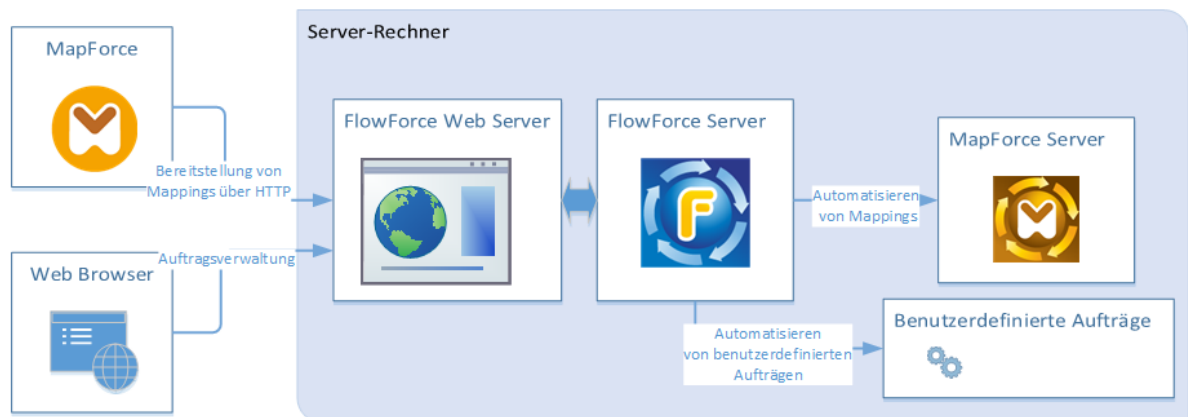 Server-Rechner
MapForce
FlowForce Web Server
FlowForce Server
MapForce Server
Bereitstellung von
Mappings über HTTP
Automatisieren
von Mappings
Auftragsverwaltung
Web Browser
Automatisieren
von benutzerdefinierten
Aufträgen
Benutzerdefinierte Aufträge